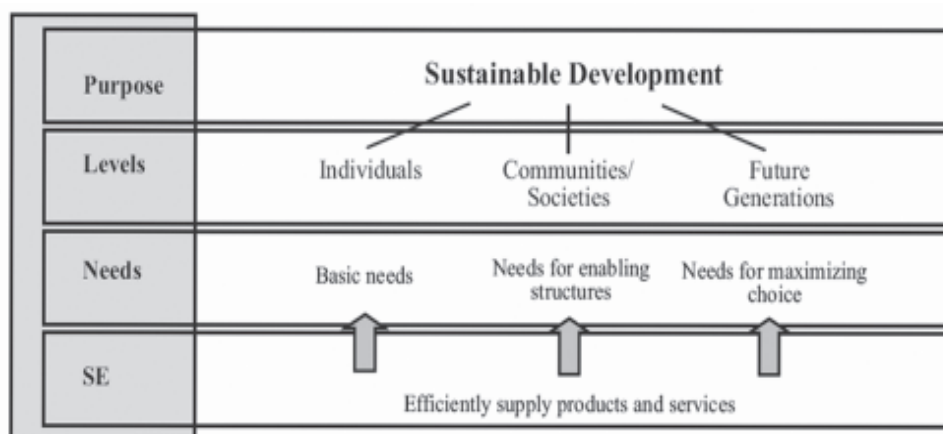 Purpose
Sustainable Development
Levels
Individuals
Communities/
Societies
Future
Generations
Needs
Basic needs
Needs for enabling
structures
Needs for maximizing
choice
SE
Efficiently supply products and services